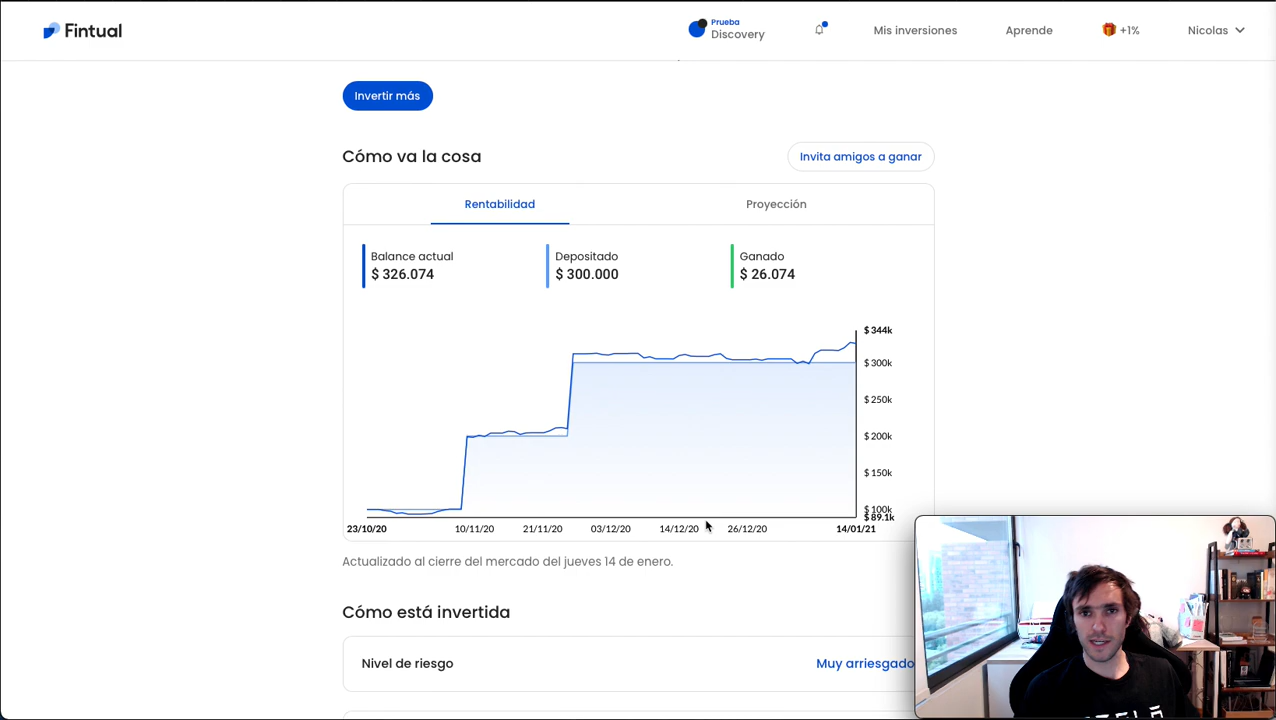 Fintual
Prueba
Discovery
Mis inversiones
Aprende
+1%
Nicolas
Invertir más
Cómo va la cosa
Invita amigos a ganar
Rentabilidad
Proyección
Balance actual
$ 326.074
Depositado
$ 300.000
Ganado
$ 26.074
$ 344k
$ 300k
$ 250k
$ 200k
$ 150k
$ 100k
$ 89.1k
23/10/20
10/11/20
21/11/20
03/12/20
14/12/20
26/12/20
14/01/21
Actualizado al cierre del mercado del jueves 14 de enero.
Cómo está invertida
Nivel de riesgo
Muy arriesgado